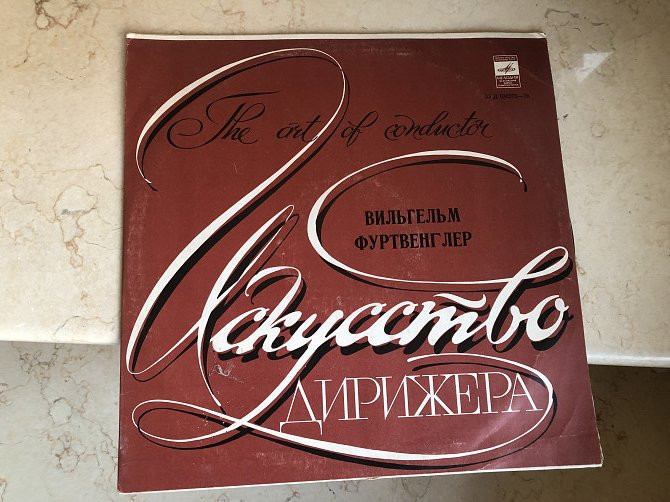 The art of conductor
ВИЛЬГЕЛЬМ
ФУРТВЕНГЛЕР
Искусство
ДИРИЖЕРА